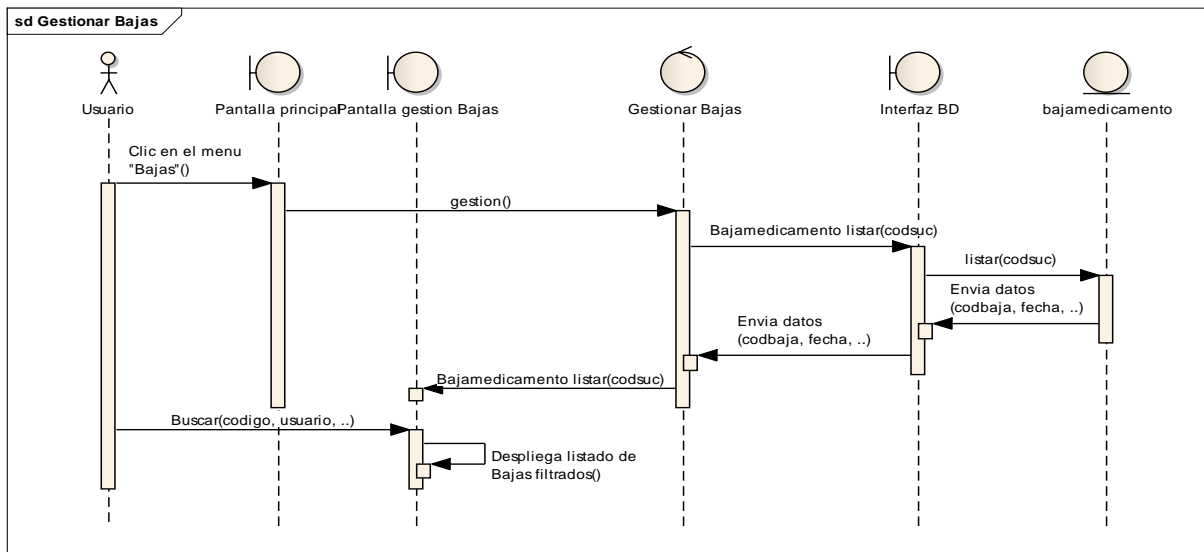 sd Gestionar Bajas
Usuario
Pantalla principal
Pantalla gestion Bajas
Gestionar Bajas
Interfaz BD
bajamedicamento
Clic en el menu
"Bajas"()
gestion()
Bajamedicamento listar(codsuc)
listar(codsuc)
Envia datos
(codbaja, fecha, ..)
Envia datos
(codbaja, fecha, ..)
Bajamedicamento listar(codsuc)
Buscar(codigo, usuario, ..)
Despliega listado de
Bajas filtrados()